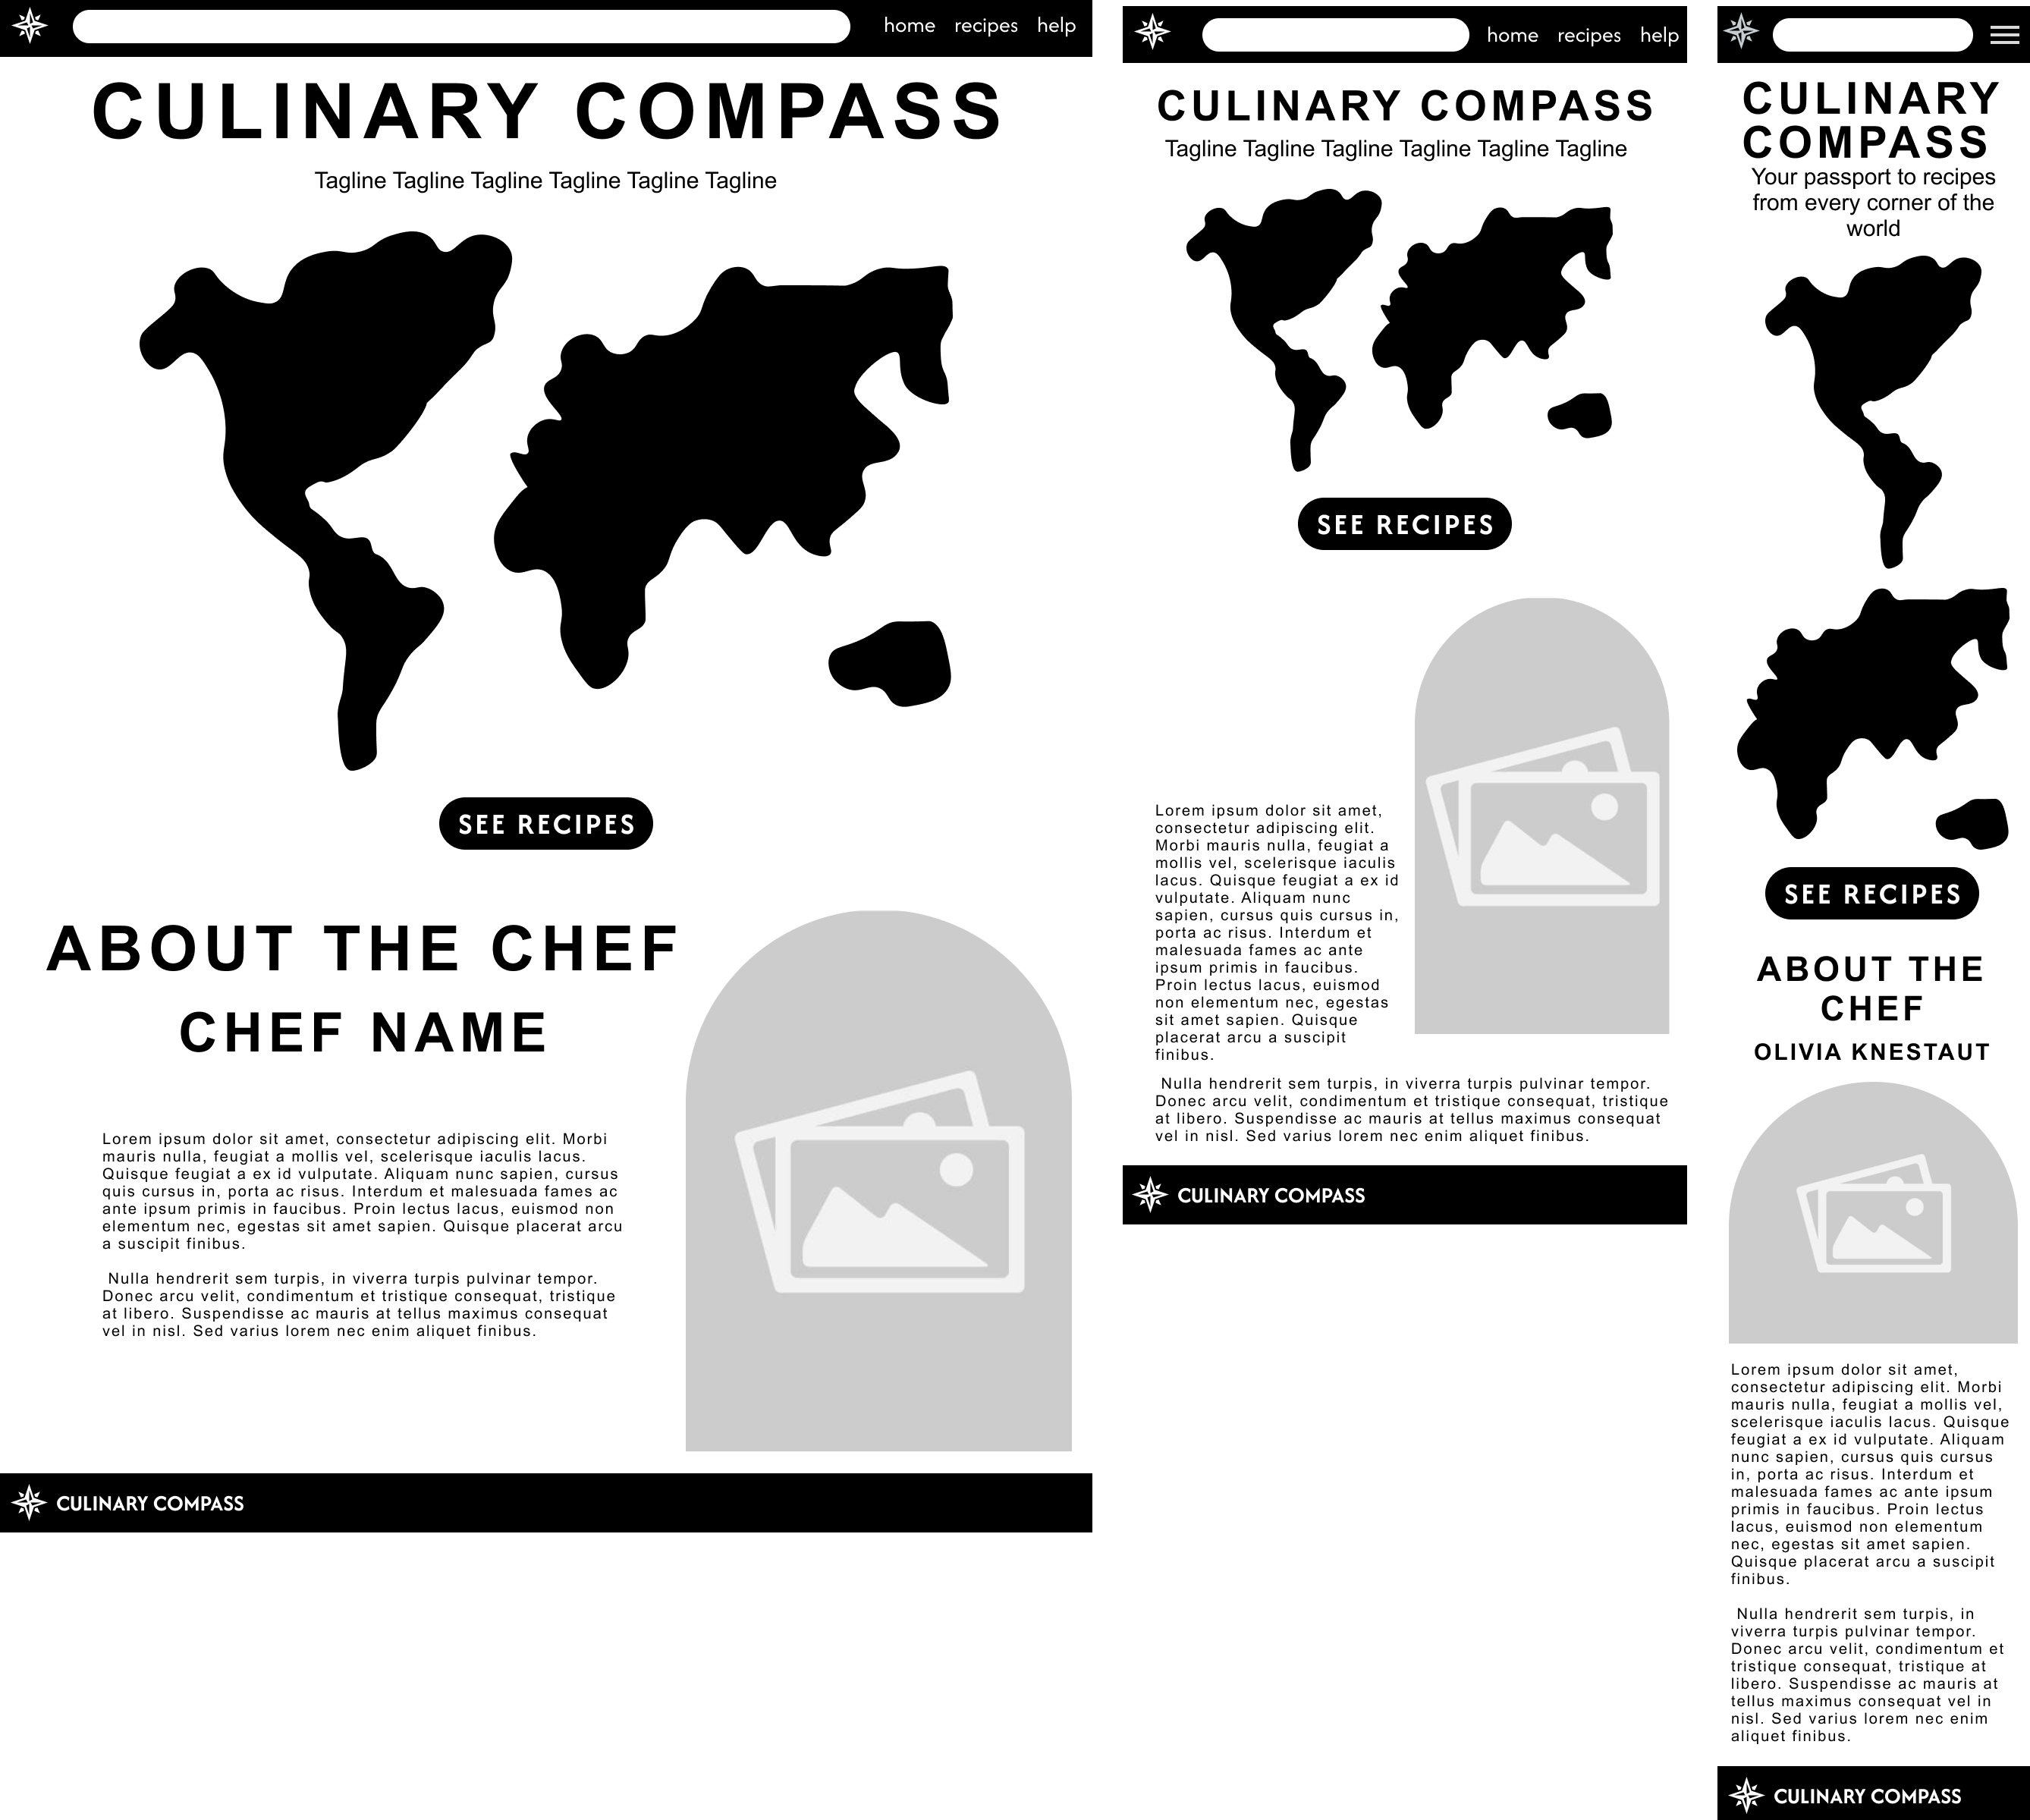 home recipes help
CULINARY COMPASS
Tagline Tagline Tagline Tagline Tagline Tagline
SEE RECIPES
ABOUT THE CHEF
CHEF NAME
Lorem ipsum dolor sit amet, consectetur adipiscing elit. Morbi
mauris nulla, feugiat a mollis vel, scelerisque iaculis lacus.
Quisque feugiat a ex id vulputate. Aliquam nunc sapien, cursus
quis cursus in, porta ac risus. Interdum et malesuada fames ac
ante ipsum primis in faucibus. Proin lectus lacus, euismod non
elementum nec, egestas sit amet sapien. Quisque placerat arcu
a suscipit finibus.
Nulla hendrerit sem turpis, in viverra turpis pulvinar tempor.
Donec arcu velit, condimentum et tristique consequat, tristique
at libero. Suspendisse ac mauris at tellus maximus consequat
vel in nisl. Sed varius lorem nec enim aliquet finibus.
CULINARY COMPASS
home recipes help
CULINARY COMPASS
Tagline Tagline Tagline Tagline Tagline Tagline
SEE RECIPES
Lorem ipsum dolor sit amet,
consectetur adipiscing elit.
Morbi mauris nulla, feugiat a
mollis vel, scelerisque iaculis
lacus. Quisque feugiat a ex id
vulputate. Aliquam nunc
sapien, cursus quis cursus in,
porta ac risus. Interdum et
malesuada fames ac ante
ipsum primis in faucibus.
Proin lectus lacus, euismod
non elementum nec, egestas
sit amet sapien. Quisque
placerat arcu a suscipit
finibus.
Nulla hendrerit sem turpis, in viverra turpis pulvinar tempor.
Donec arcu velit, condimentum et tristique consequat, tristique
at libero. Suspendisse ac mauris at tellus maximus consequat
vel in nisl. Sed varius lorem nec enim aliquet finibus.
CULINARY COMPASS
CULINARY
COMPASS
Your passport to recipes
from every corner of the
world
SEE RECIPES
ABOUT THE
CHEF
OLIVIA KNESTAUT
Lorem ipsum dolor sit amet,
consectetur adipiscing elit. Morbi
mauris nulla, feugiat a mollis vel,
scelerisque iaculis lacus. Quisque
feugiat a ex id vulputate. Aliquam
nunc sapien, cursus quis cursus
in, porta ac risus. Interdum et
malesuada fames ac ante ipsum
primis in faucibus. Proin lectus
lacus, euismod non elementum
nec, egestas sit amet sapien.
Quisque placerat arcu a suscipit
finibus.
Nulla hendrerit sem turpis, in
viverra turpis pulvinar tempor.
Donec arcu velit, condimentum et
tristique consequat, tristique at
libero. Suspendisse ac mauris at
tellus maximus consequat vel in
nisl. Sed varius lorem nec enim
aliquet finibus.
CULINARY COMPASS